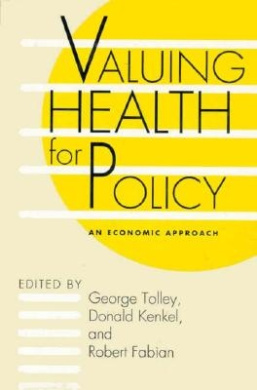 VALUING
HEALTH
for
POLICY
AN ECONOMIC APPROACH
EDITED BY
George Tolley,
Donald Kenkel,
and
Robert Fabian